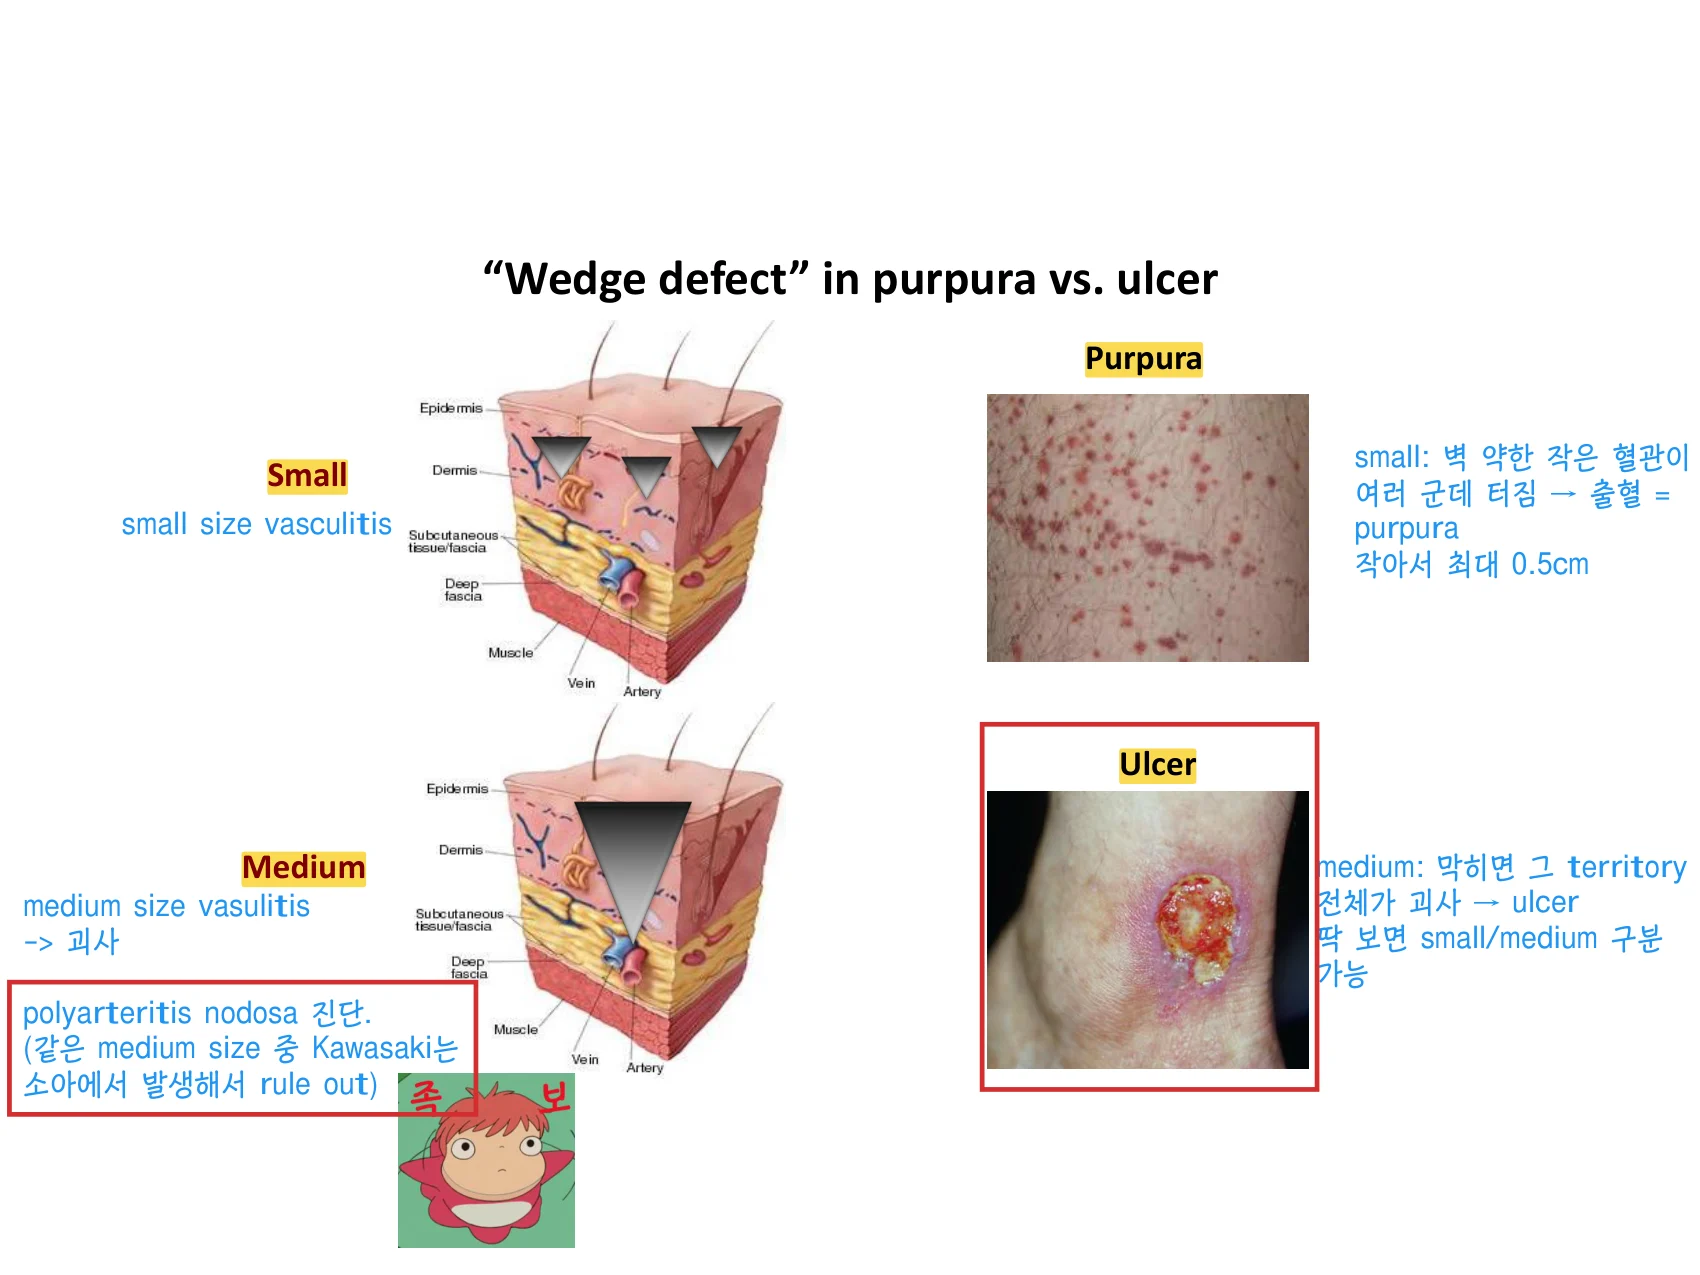 “Wedge defect” in purpura vs. ulcer
Small
small size vasculitis
Epidermis
Dermis
Subcutaneous
tissue/fascia
Deep
fascia
Muscle
Vein
Artery
Purpura
small: 벽 약한 작은 혈관이
여러 군데 터짐 → 출혈 =
purpura
작아서 최대 0.5cm
Medium
medium size vasulitis
-> 괴사
polyarteritis nodosa 진단.
(같은 medium size 중 Kawasaki는
소아에서 발생해서 rule out)
족 보
Epidermis
Dermis
Subcutaneous
tissue/fascia
Deep
fascia
Muscle
Vein
Artery
Ulcer
medium: 막히면 그 territory
전체가 괴사 → ulcer
딱 보면 small/medium 구분
가능